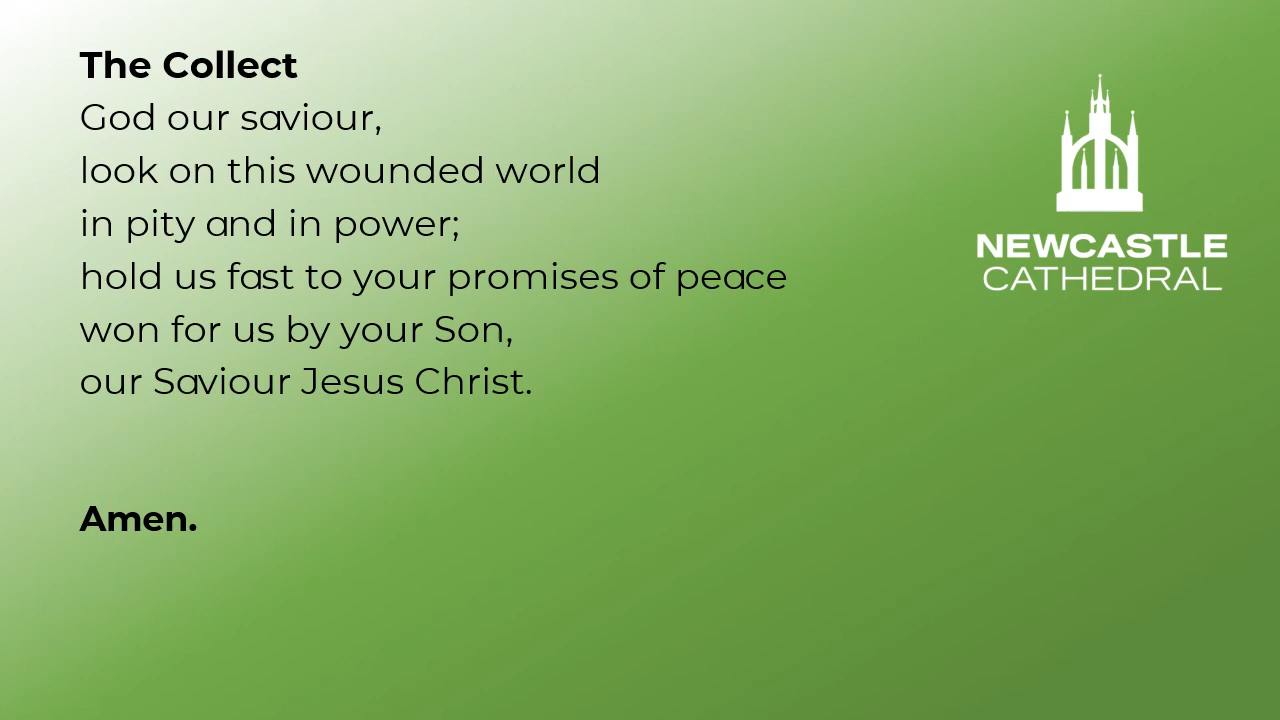 The Collect
God our saviour,
look on this wounded world
in pity and in power;
hold us fast to your promises of peace
won for us by your Son,
our Saviour Jesus Christ.
Amen.
NEWCASTLE
CATHEDRAL